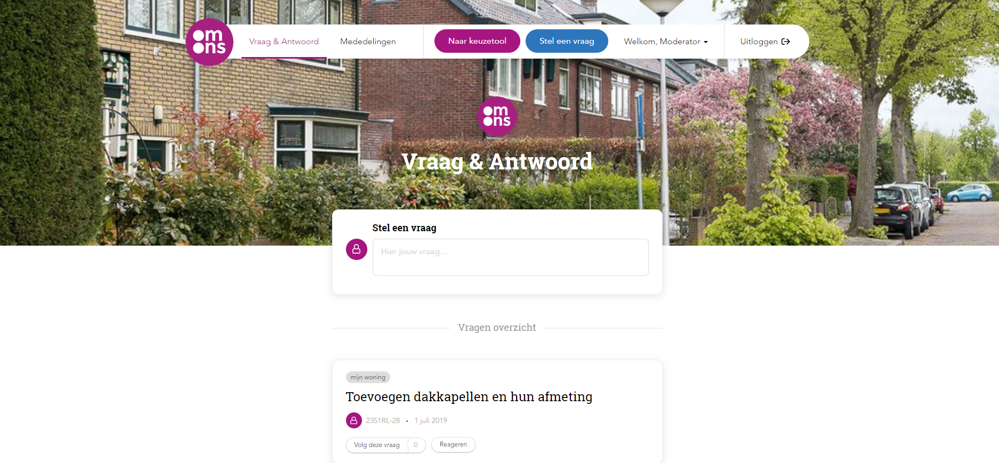 om
ons
Vraag & Antwoord
Mededelingen
Naar keuzetool
Stel een vraag
Welkom, Moderator
Uitloggen
om
ons
Vraag & Antwoord
Stel een vraag
Hier jouw vraag...
Vragen overzicht
mijn woning
Toevoegen dakkapellen en hun afmeting
2351RL-28 • 1 juli 2019
Volg deze vraag 0
Reageren